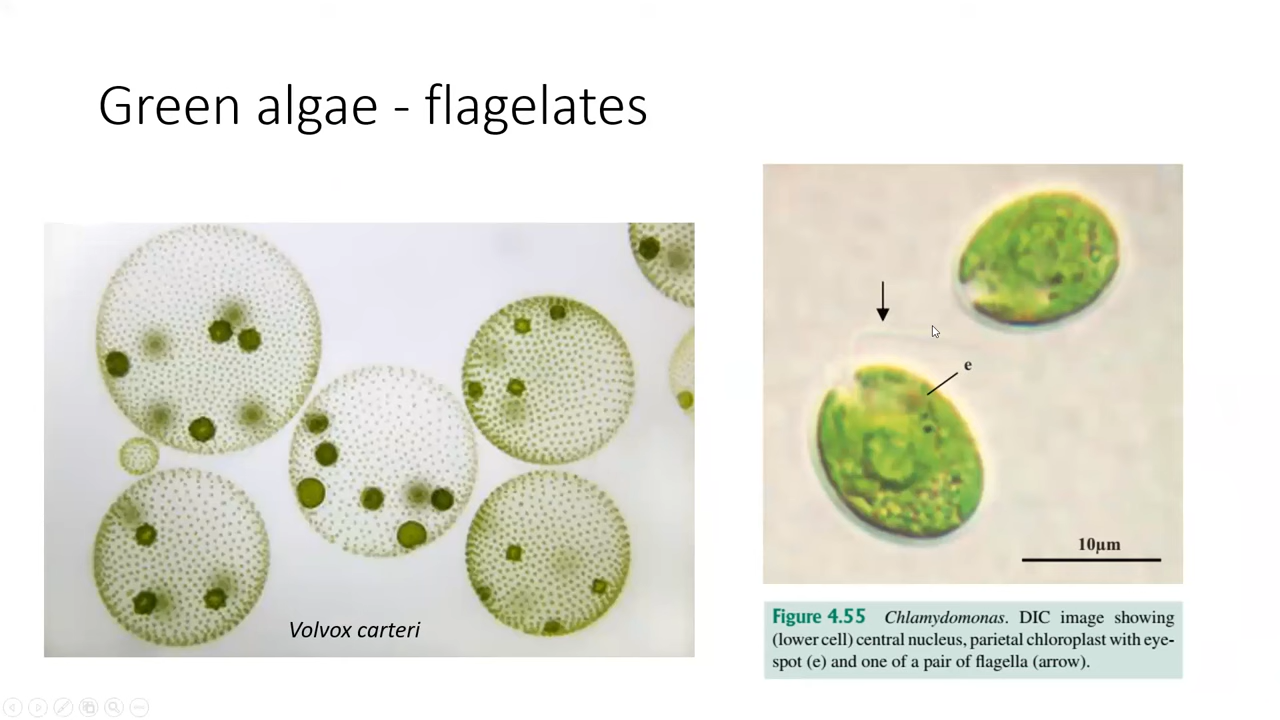 Green algae - flagelates
e
10µm
Volvox carteri
Figure 4.55 Chlamydomonas. DIC image showing
(lower cell) central nucleus, parietal chloroplast with eye-
spot (e) and one of a pair of flagella (arrow).